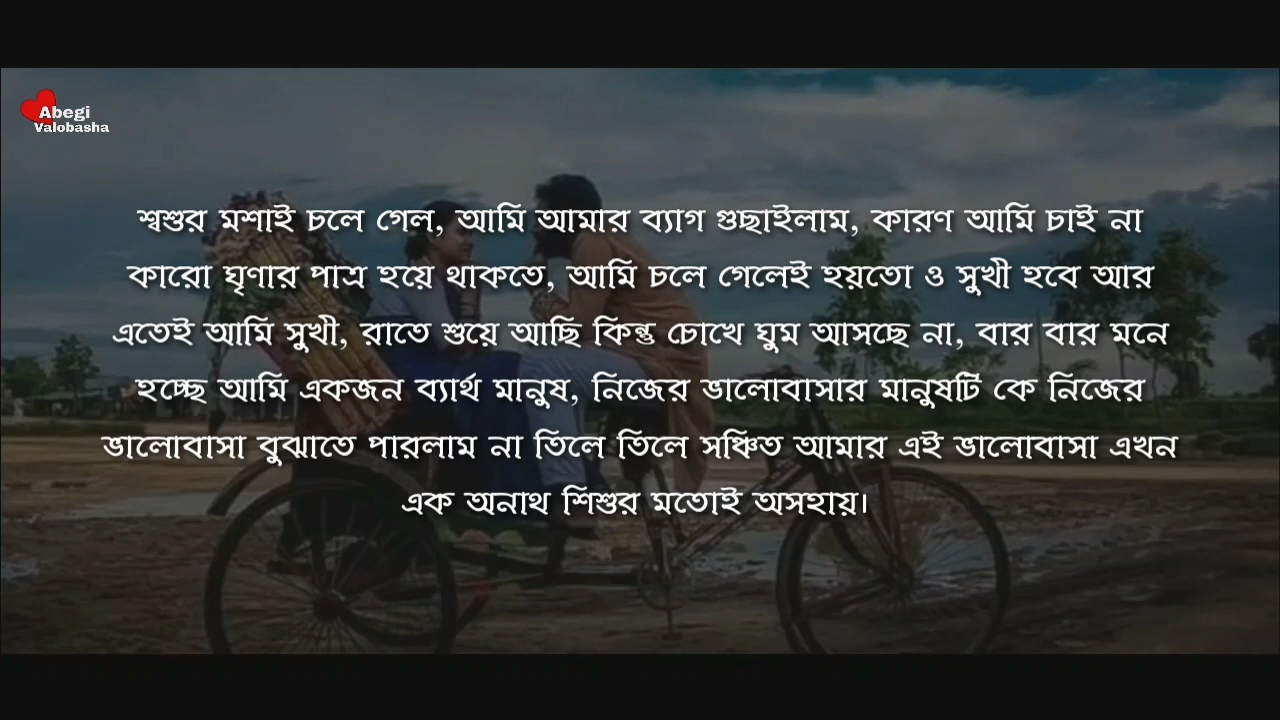 Abegi
Valobasha
শ্বশুর মশাই চলে গেল, আমি আমার ব্যাগ গুছাইলাম, কারণ আমি চাই না
কারো ঘৃণার পাত্র হয়ে থাকতে, আমি চলে গেলেই হয়তো ও সুখী হবে আর
এতেই আমি সুখী, রাতে শুয়ে আছি কিন্তু চোখে ঘুম আসছে না, বার বার মনে
হচ্ছে আমি একজন ব্যার্থ মানুষ, নিজের ভালোবাসার মানুষটি কে নিজের
ভালোবাসা বুঝাতে পারলাম না তিলে তিলে সঞ্চিত আমার এই ভালোবাসা এখন
এক অনাথ শিশুর মতোই অসহায়।